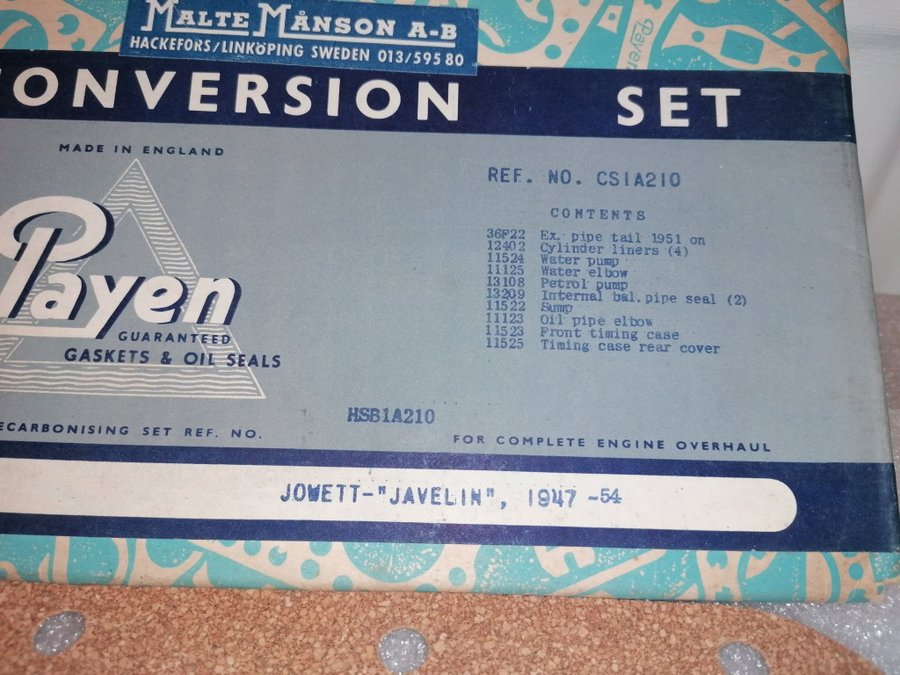 MALTE MÅNSON A-B
HACKEFORS/LINKÖPING SWEDEN 013/595 80
Payen
ONVERSION SET
MADE IN ENGLAND
REF. NO. CS1A210
CONTENTS
36F22 Ex. pipe tail 1951 on
12402 Cylinder liners (4)
11524 Water pump
11125 Water elbow
13108 Petrol pump
13209 Internal bal. pipe seal (2)
11522 Sump
11123 Oil pipe elbow
11523 Front timing case
11525 Timing case rear cover
Payen
GUARANTEED
GASKETS & OIL SEALS
HSB1A210
ECARBONISING SET REF. NO.
FOR COMPLETE ENGINE OVERHAUL
JOWETT-"JAVELIN", 1947 -54